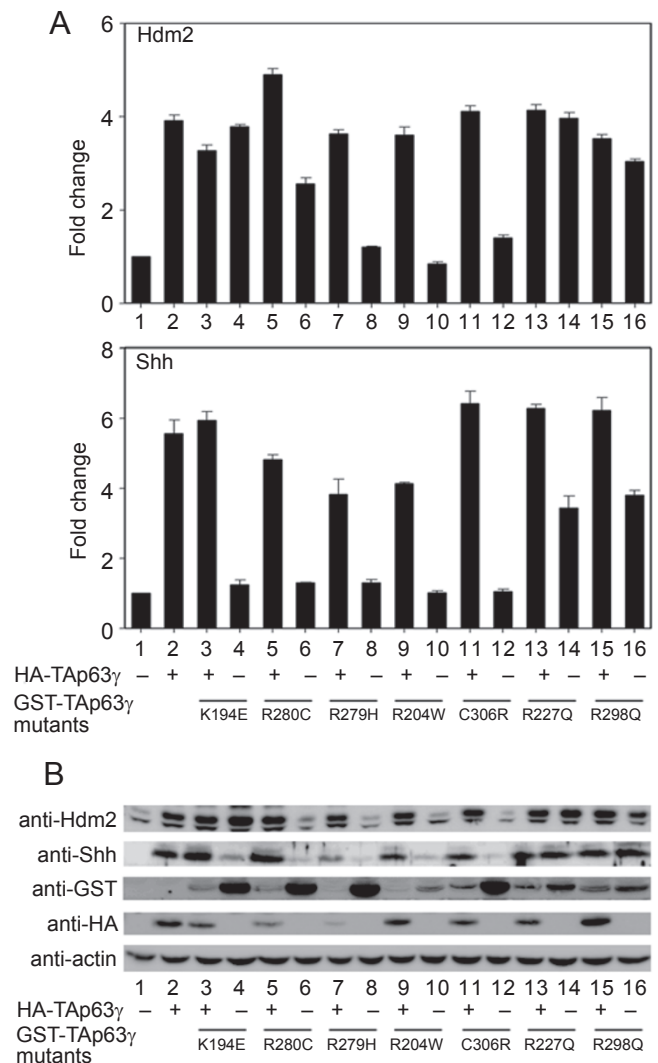 A
Hdm2
Fold change
6
4
2
0
1 2 3 4 5 6 7 8 9 10 11 12 13 14 15 16
Shh
Fold change
8
6
4
2
0
1 2 3 4 5 6 7 8 9 10 11 12 13 14 15 16
HA-TAp63γ – + + – + – + – + – + – + – + –
GST-TAp63γ
mutants K194E R280C R279H R204W C306R R227Q R298Q
B
anti-Hdm2
anti-Shh
anti-GST
anti-HA
anti-actin
1 2 3 4 5 6 7 8 9 10 11 12 13 14 15 16
HA-TAp63γ – + + – + – + – + – + – + – + –
GST-TAp63γ
mutants K194E R280C R279H R204W C306R R227Q R298Q